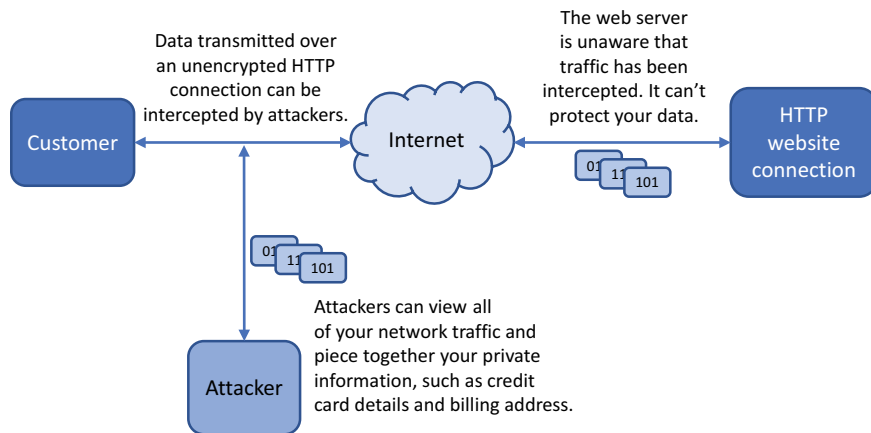 Data transmitted over
an unencrypted HTTP
connection can be
intercepted by attackers.
The web server
is unaware that
traffic has been
intercepted. It can't
protect your data.
Customer
Internet
HTTP
website
connection
01
11
101
01
11
101
Attackers can view all
of your network traffic and
piece together your private
information, such as credit
card details and billing address.
Attacker